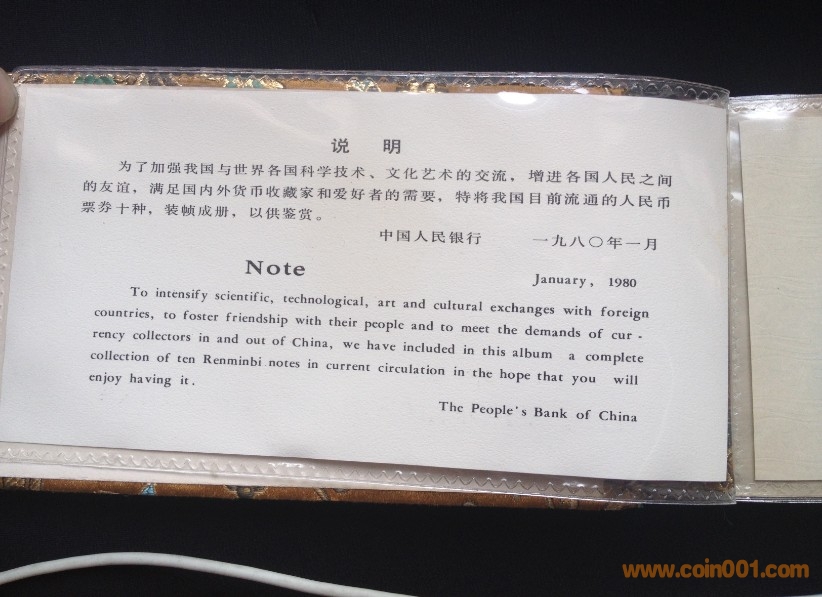 说 明
为了加强我国与世界各国科学技术、文化艺术的交流，增进各国人民之间
的友谊，满足国内外货币收藏家和爱好者的需要，特将我国目前流通的人民币
票券十种，装帧成册，以供鉴赏。
中国人民银行 一九八〇年一月
Note
January, 1980
To intensify scientific, technological, art and cultural exchanges with foreign
countries, to foster friendship with their people and to meet the demands of cur-
rency collectors in and out of China, we have included in this album a complete
collection of ten Renminbi notes in current circulation in the hope that you will
enjoy having it.
The People's Bank of China
www.coin001.com